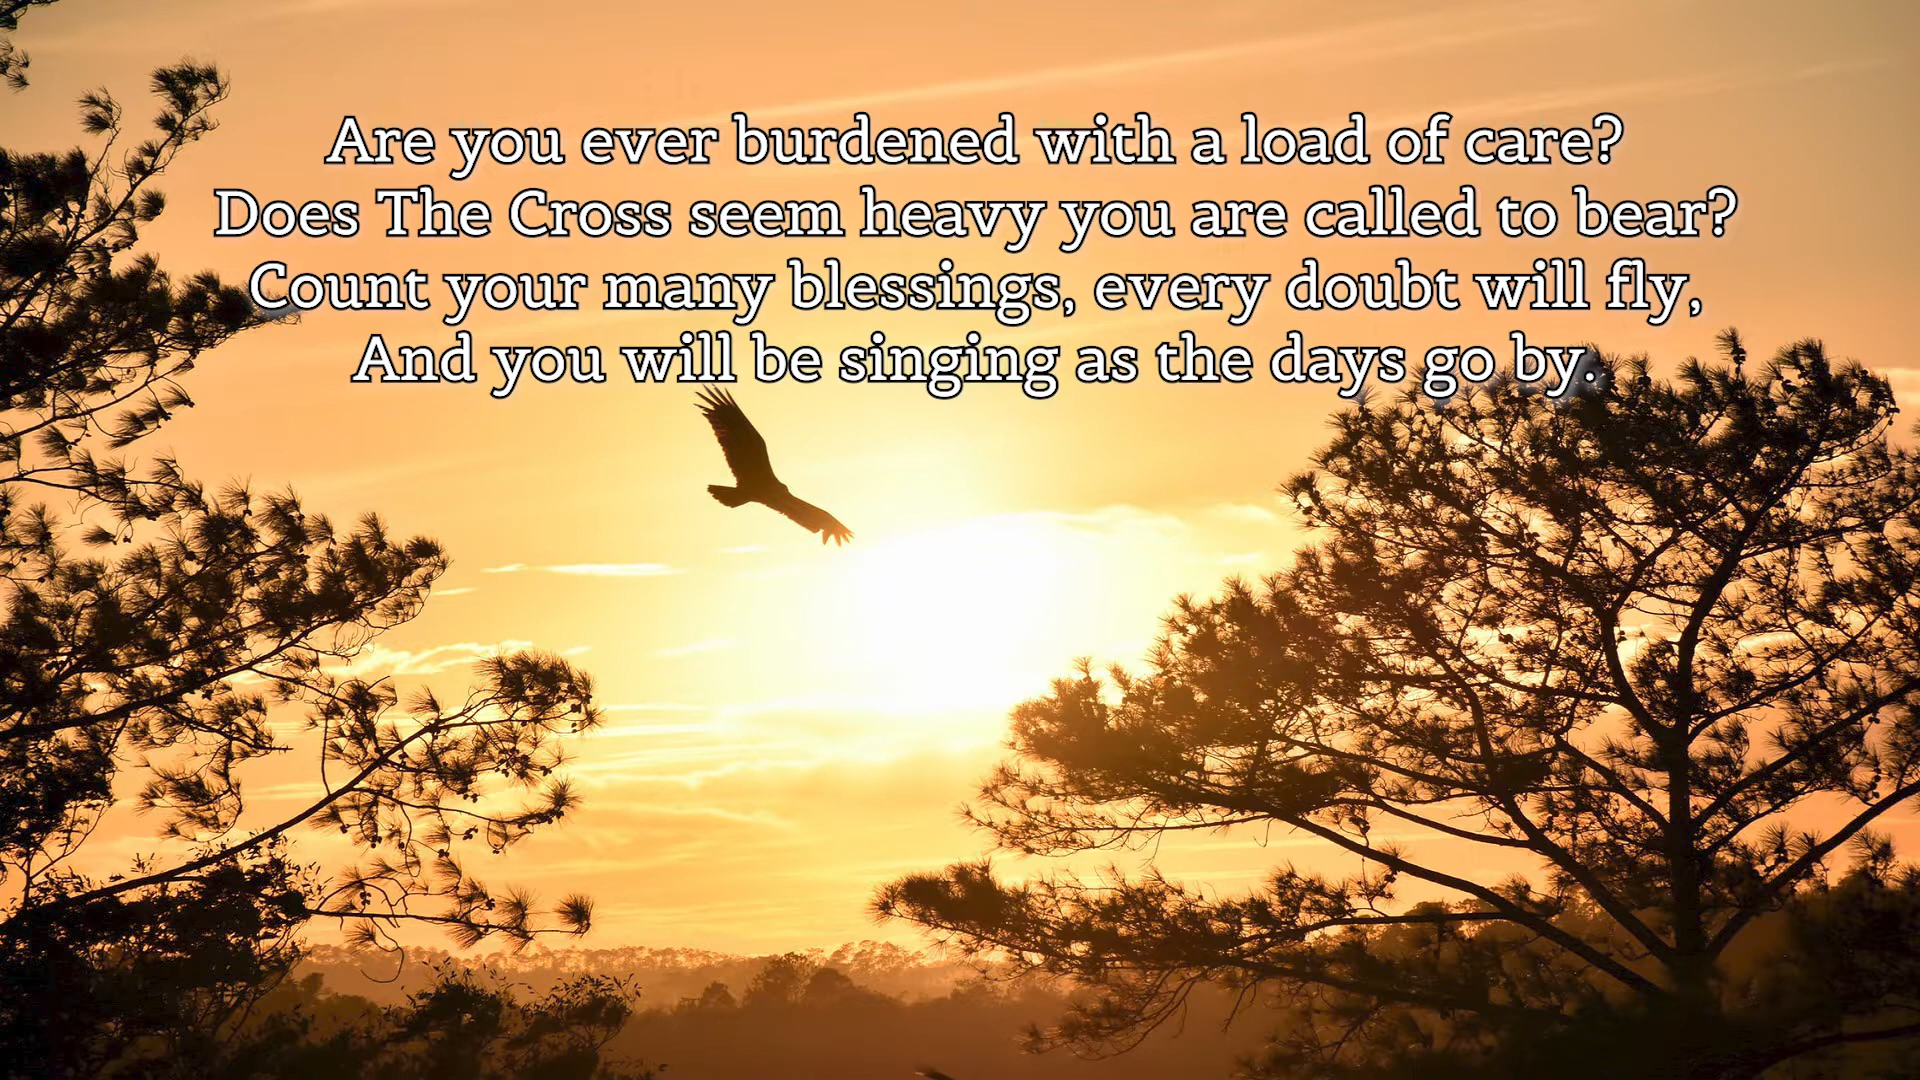 Are you ever burdened with a load of care?
Does The Cross seem heavy you are called to bear?
Count your many blessings, every doubt will fly,
And you will be singing as the days go by.